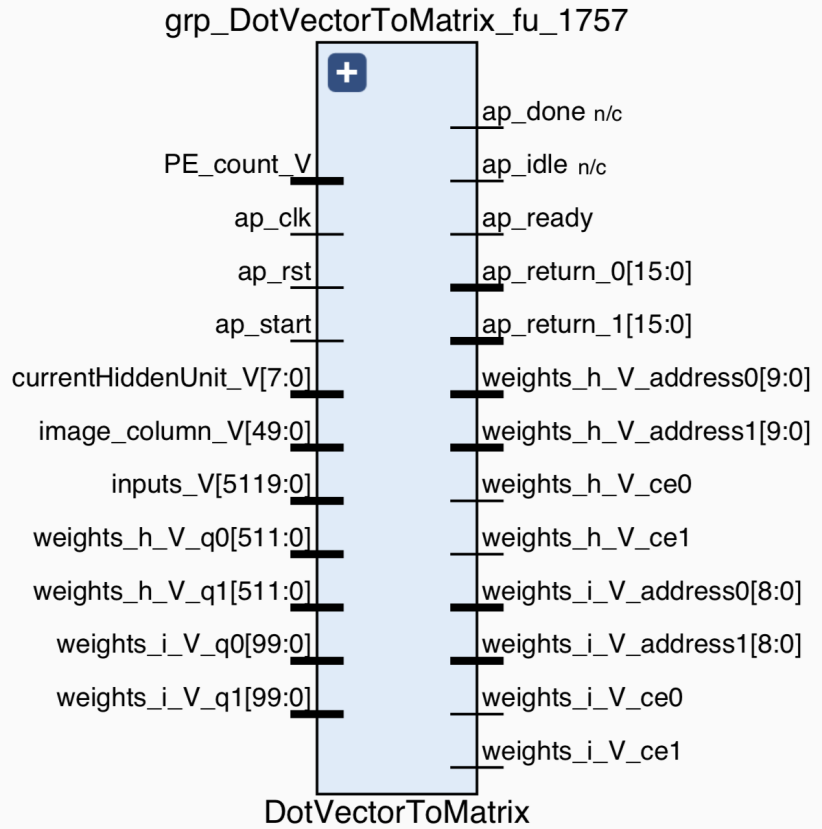 grp_DotVectorToMatrix_fu_1757
+
PE_count_V
ap_clk
ap_rst
ap_start
currentHiddenUnit_V[7:0]
image_column_V[49:0]
inputs_V[5119:0]
weights_h_V_q0[511:0]
weights_h_V_q1[511:0]
weights_i_V_q0[99:0]
weights_i_V_q1[99:0]
ap_done n/c
ap_idle n/c
ap_ready
ap_return_0[15:0]
ap_return_1[15:0]
weights_h_V_address0[9:0]
weights_h_V_address1[9:0]
weights_h_V_ce0
weights_h_V_ce1
weights_i_V_address0[8:0]
weights_i_V_address1[8:0]
weights_i_V_ce0
weights_i_V_ce1
DotVectorToMatrix